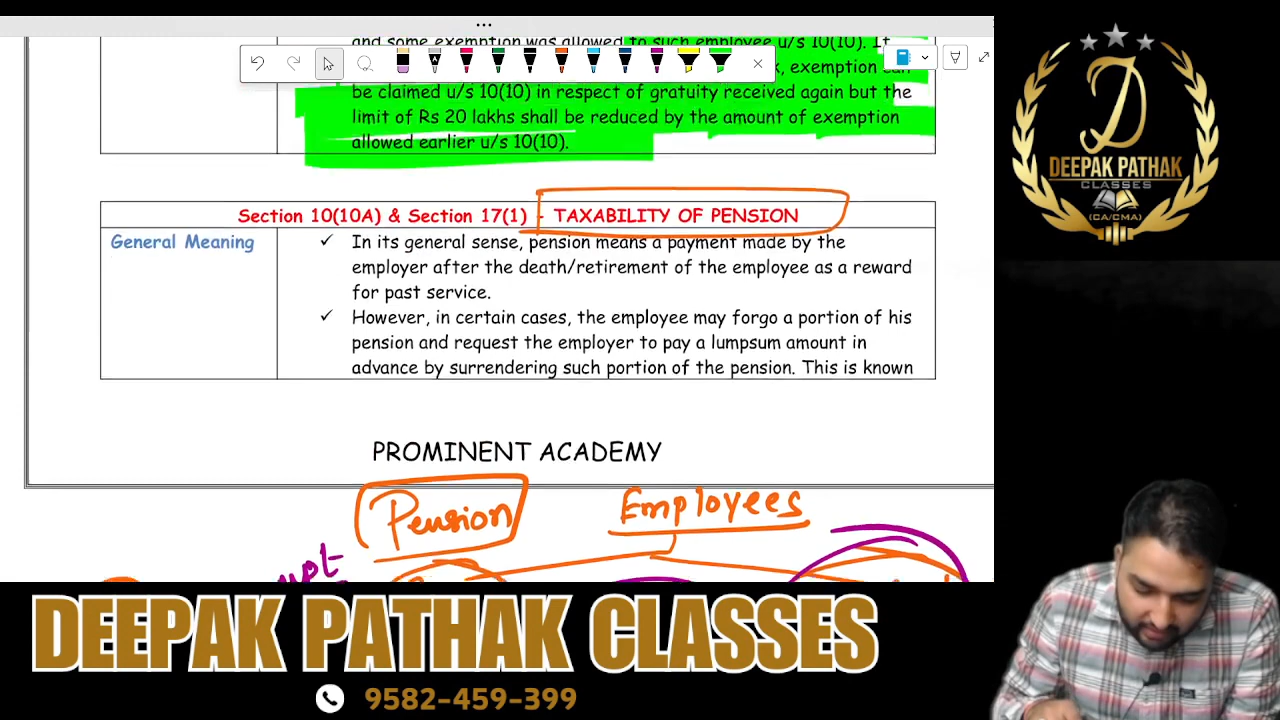 and some exemption was allowed to such employee u/s 10(10). It
, exemption can
be claimed u/s 10(10) in respect of gratuity received again but the
limit of Rs 20 lakhs shall be reduced by the amount of exemption
allowed earlier u/s 10(10).
Section 10(10A) & Section 17(1) - TAXABILITY OF PENSION
General Meaning
✓ In its general sense, pension means a payment made by the
employer after the death/retirement of the employee as a reward
for past service.
✓ However, in certain cases, the employee may forgo a portion of his
pension and request the employer to pay a lumpsum amount in
advance by surrendering such portion of the pension. This is known
PROMINENT ACADEMY
Pension
Employees
D
DEEPAK PATHAK
CLASSES
(CA/CMA)
DEEPAK PATHAK CLASSES
9582-459-399